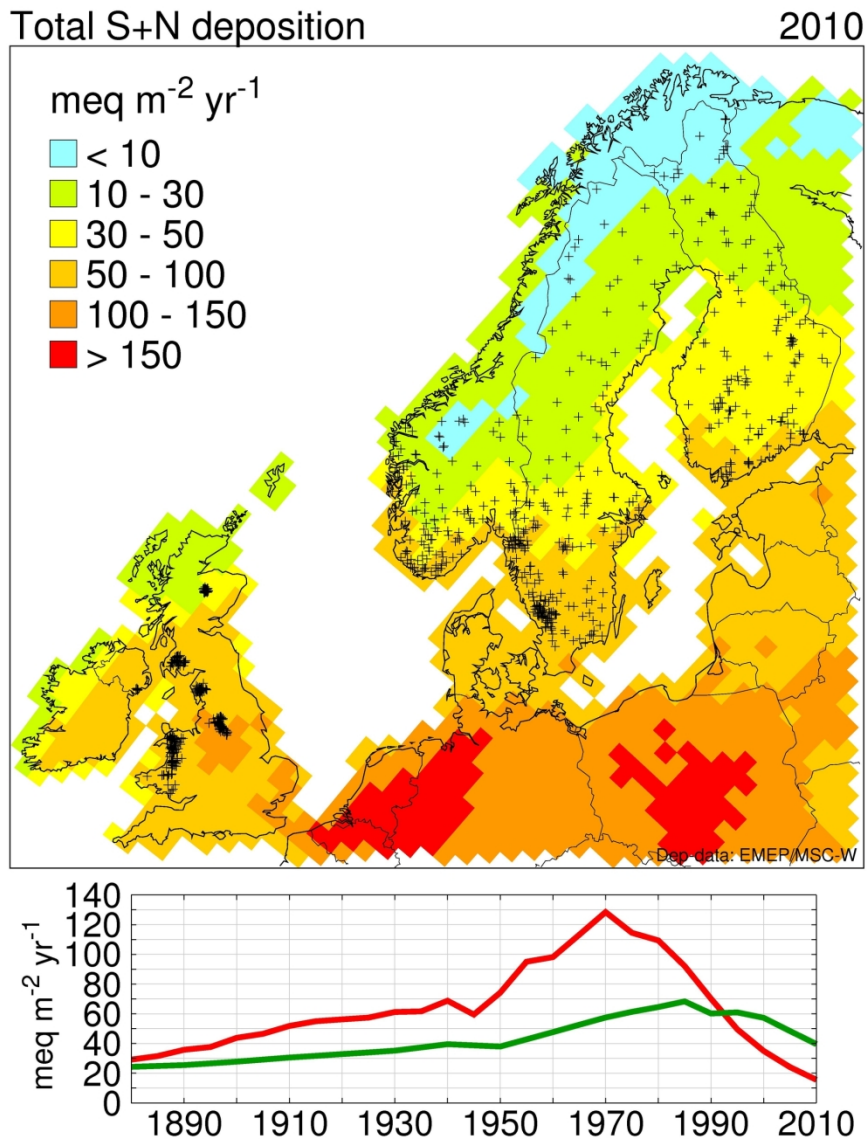 Total S+N deposition 2010
meq m⁻² yr⁻¹
< 10
10 - 30
30 - 50
50 - 100
100 - 150
> 150
Dep data: EMEP/MSC-W
140
120
100
80
60
40
20
0
meq m⁻² yr⁻¹
1890 1910 1930 1950 1970 1990 2010